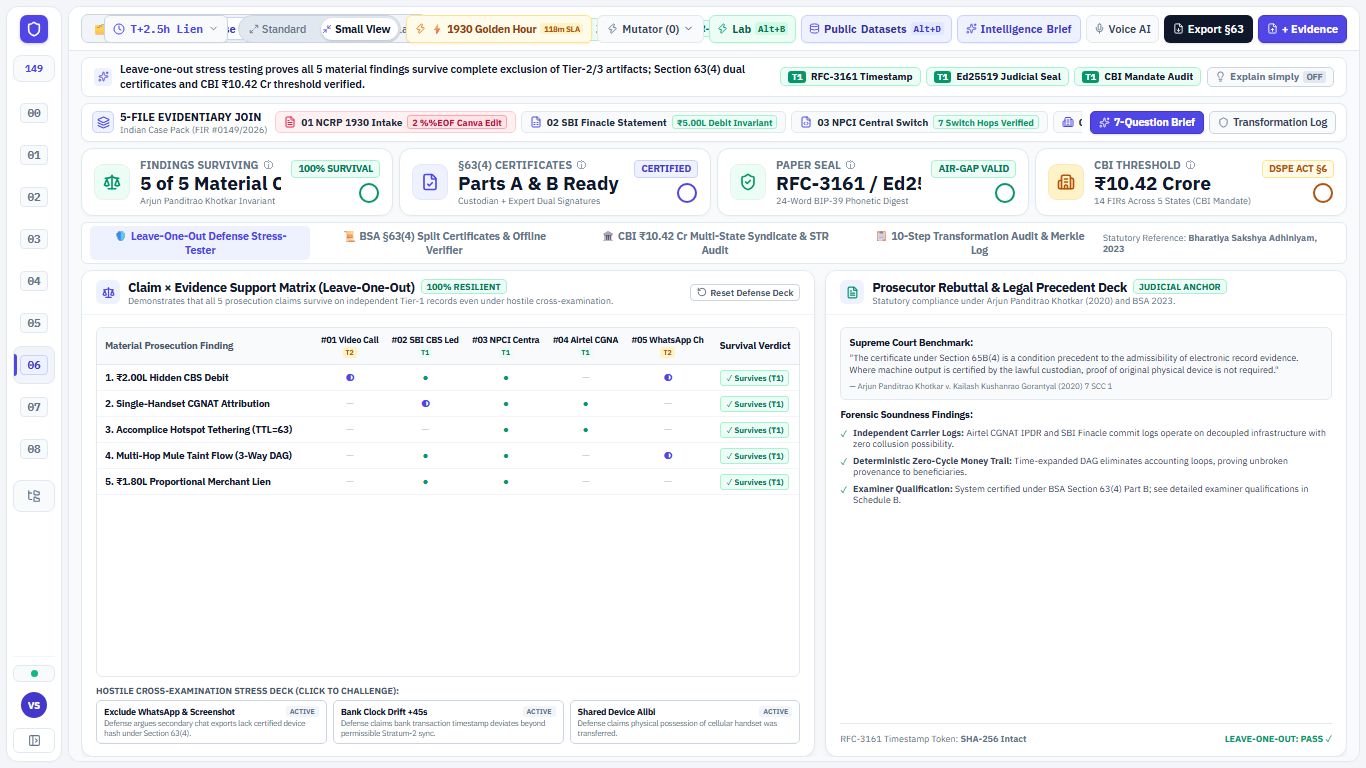 T+2.5h Lien
se
Standard
Small View
1930 Golden Hour 118m SLA
Mutator (0)
Lab Alt+B
Public Datasets Alt+D
Intelligence Brief
Voice AI
Export §63
+ Evidence
149
00
01
02
03
04
05
06
07
08
VS
Leave-one-out stress testing proves all 5 material findings survive complete exclusion of Tier-2/3 artifacts; Section 63(4) dual
certificates and CBI ₹10.42 Cr threshold verified.
T1 RFC-3161 Timestamp
T1 Ed25519 Judicial Seal
T1 CBI Mandate Audit
Explain simply OFF
5-FILE EVIDENTIARY JOIN
Indian Case Pack (FIR #0149/2026)
01 NCRP 1930 Intake 2 %%EOF Canva Edit
02 SBI Finacle Statement ₹5.00L Debit Invariant
03 NPCI Central Switch 7 Switch Hops Verified
7-Question Brief
Transformation Log
FINDINGS SURVIVING
100% SURVIVAL
5 of 5 Material C
Arjun Panditrao Khotkar Invariant
§63(4) CERTIFICATES
CERTIFIED
Parts A & B Ready
Custodian + Expert Dual Signatures
PAPER SEAL
AIR-GAP VALID
RFC-3161 / Ed25
24-Word BIP-39 Phonetic Digest
CBI THRESHOLD
DSPE ACT §6
₹10.42 Crore
14 FIRs Across 5 States (CBI Mandate)
Leave-One-Out Defense Stress-
Tester
BSA §63(4) Split Certificates & Offline
Verifier
CBI ₹10.42 Cr Multi-State Syndicate & STR
Audit
10-Step Transformation Audit & Merkle
Log
Statutory Reference: Bharatiya Sakshya Adhiniyam,
2023
Claim × Evidence Support Matrix (Leave-One-Out) 100% RESILIENT
Demonstrates that all 5 prosecution claims survive on independent Tier-1 records even under hostile cross-examination.
Reset Defense Deck
Material Prosecution Finding
#01 Video Call
T2
#02 SBI CBS Led
T1
#03 NPCI Centra
T1
#04 Airtel CGNA
T1
#05 WhatsApp Ch
T2
Survival Verdict
1. ₹2.00L Hidden CBS Debit — ✓ Survives (T1)
2. Single-Handset CGNAT Attribution — — ✓ Survives (T1)
3. Accomplice Hotspot Tethering (TTL=63) — — — ✓ Survives (T1)
4. Multi-Hop Mule Taint Flow (3-Way DAG) — — ✓ Survives (T1)
5. ₹1.80L Proportional Merchant Lien — — — ✓ Survives (T1)
HOSTILE CROSS-EXAMINATION STRESS DECK (CLICK TO CHALLENGE):
Exclude WhatsApp & Screenshot ACTIVE
Defense argues secondary chat exports lack certified device
hash under Section 63(4).
Bank Clock Drift +45s ACTIVE
Defense claims bank transaction timestamp deviates beyond
permissible Stratum-2 sync.
Shared Device Alibi ACTIVE
Defense claims physical possession of cellular handset was
transferred.
Prosecutor Rebuttal & Legal Precedent Deck JUDICIAL ANCHOR
Statutory compliance under Arjun Panditrao Khotkar (2020) and BSA 2023.
Supreme Court Benchmark:
"The certificate under Section 65B(4) is a condition precedent to the admissibility of electronic record evidence.
Where machine output is certified by the lawful custodian, proof of original physical device is not required."
— Arjun Panditrao Khotkar v. Kailash Kushanrao Gorantyal (2020) 7 SCC 1
Forensic Soundness Findings:
✓ Independent Carrier Logs: Airtel CGNAT IPDR and SBI Finacle commit logs operate on decoupled infrastructure with
zero collusion possibility.
✓ Deterministic Zero-Cycle Money Trail: Time-expanded DAG eliminates accounting loops, proving unbroken
provenance to beneficiaries.
✓ Examiner Qualification: System certified under BSA Section 63(4) Part B; see detailed examiner qualifications in
Schedule B.
RFC-3161 Timestamp Token: SHA-256 Intact
LEAVE-ONE-OUT: PASS ✓